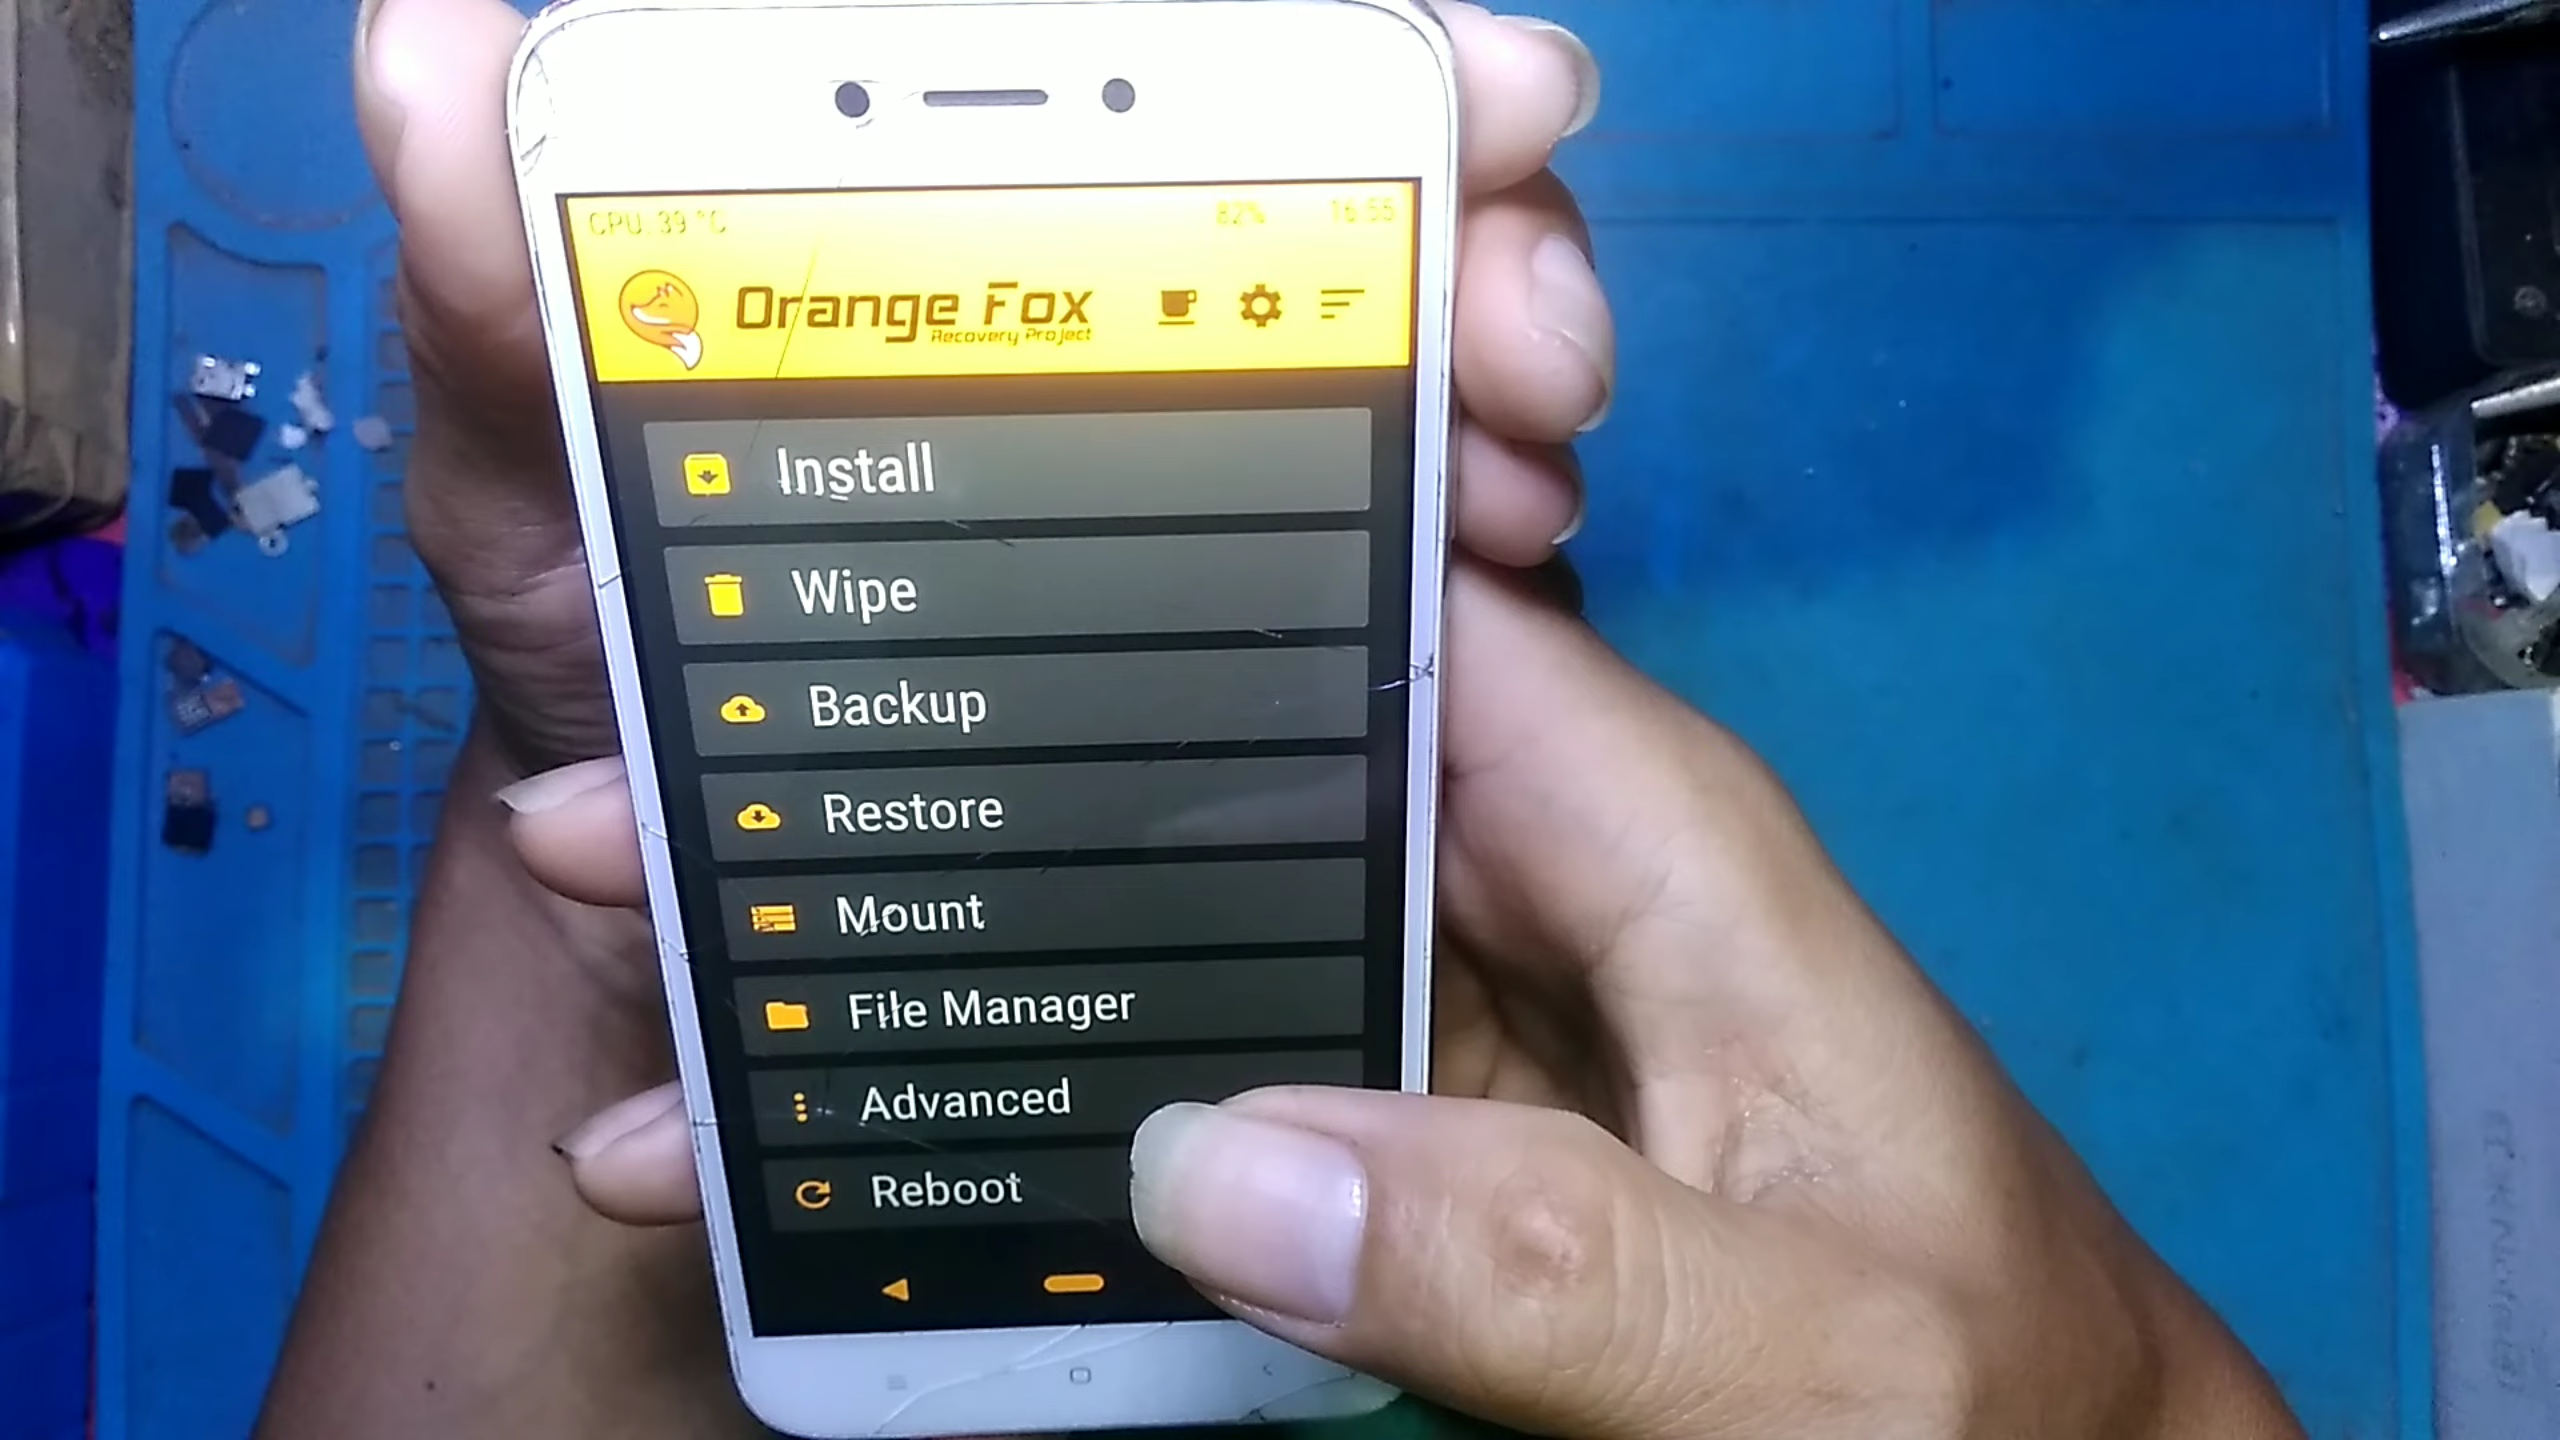 CPU: 39 °C 82% 16:55
Orange Fox
Recovery Project
Install
Wipe
Backup
Restore
Mount
File Manager
Advanced
Reboot